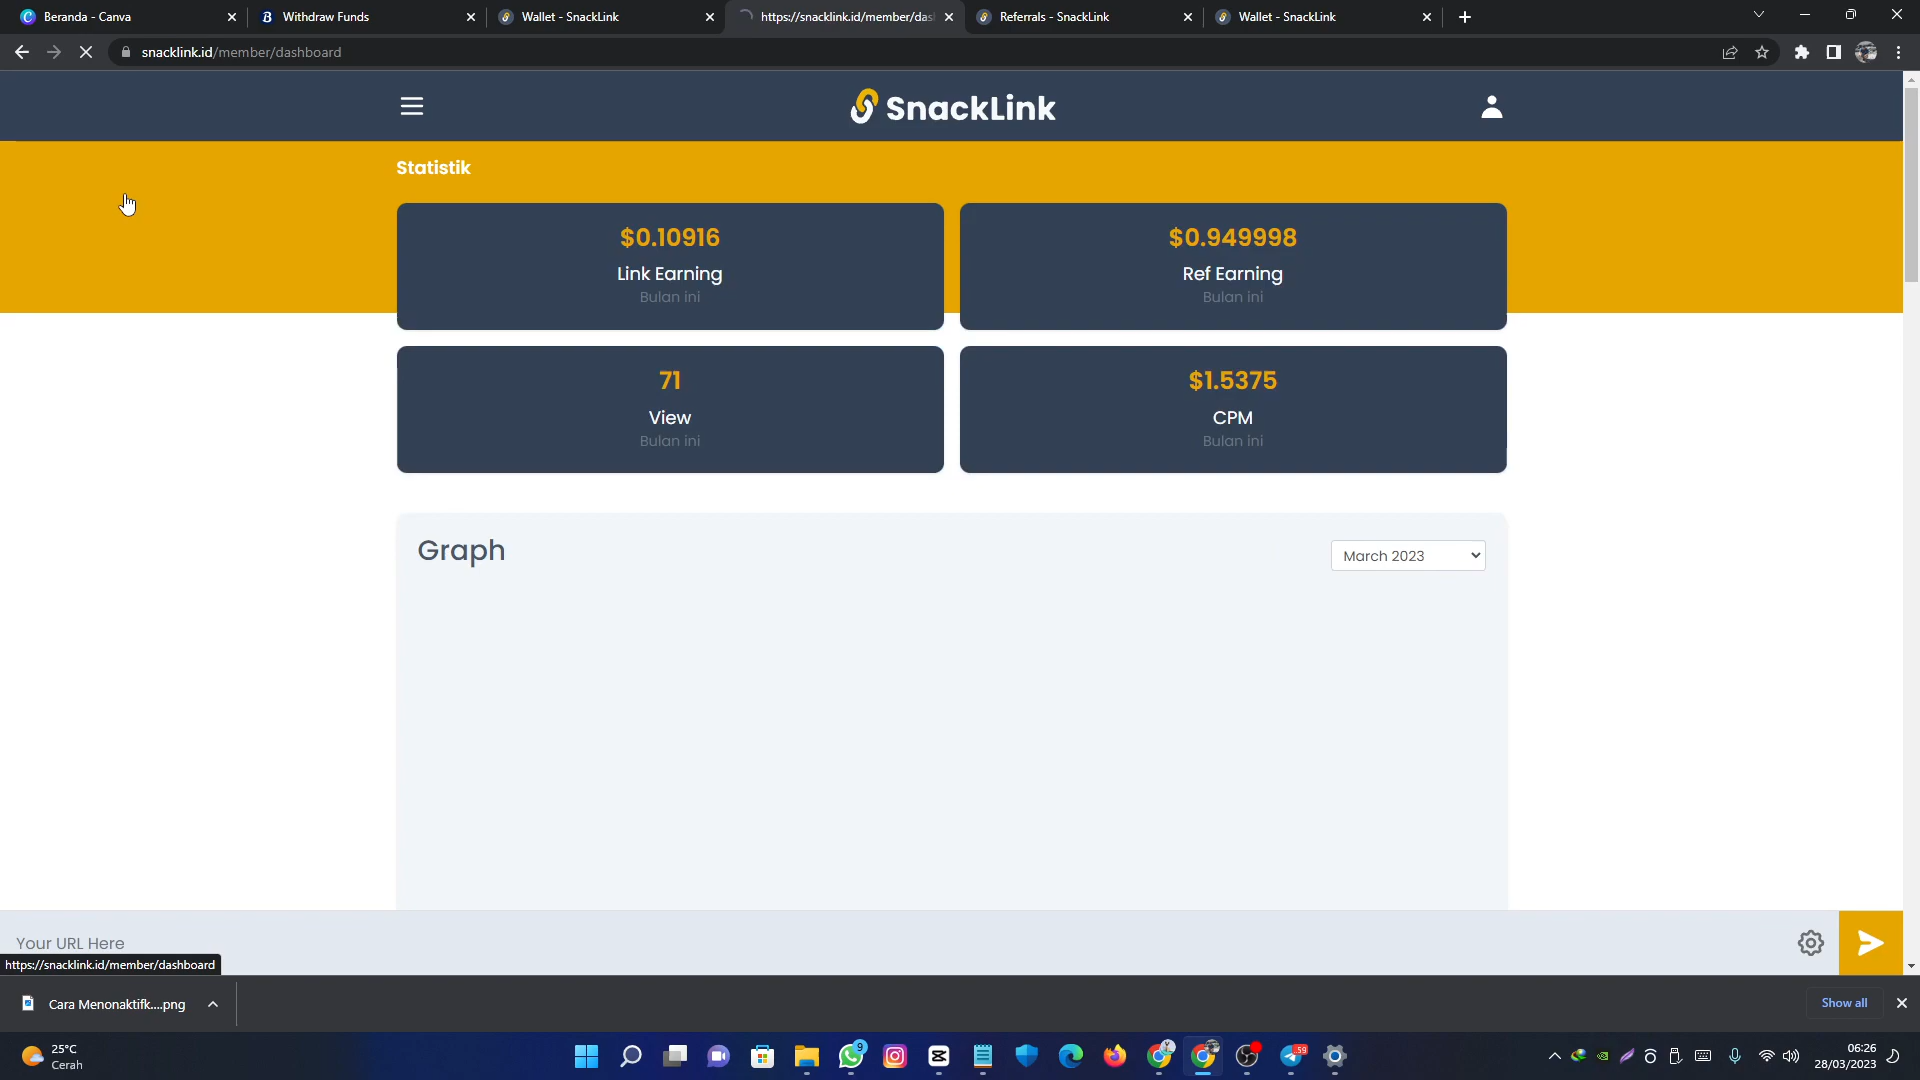 Beranda - Canva
Withdraw Funds
Wallet - SnackLink
https://snacklink.id/member/das
Referrals - SnackLink
Wallet - SnackLink
snacklink.id/member/dashboard
SnackLink
Statistik
$0.10916
Link Earning
Bulan ini
$0.949998
Ref Earning
Bulan ini
71
View
Bulan ini
$1.5375
CPM
Bulan ini
Graph
March 2023
Your URL Here
https://snacklink.id/member/dashboard
Cara Menonaktifk....png
Show all
25°C
Cerah
9
59
06:26
28/03/2023